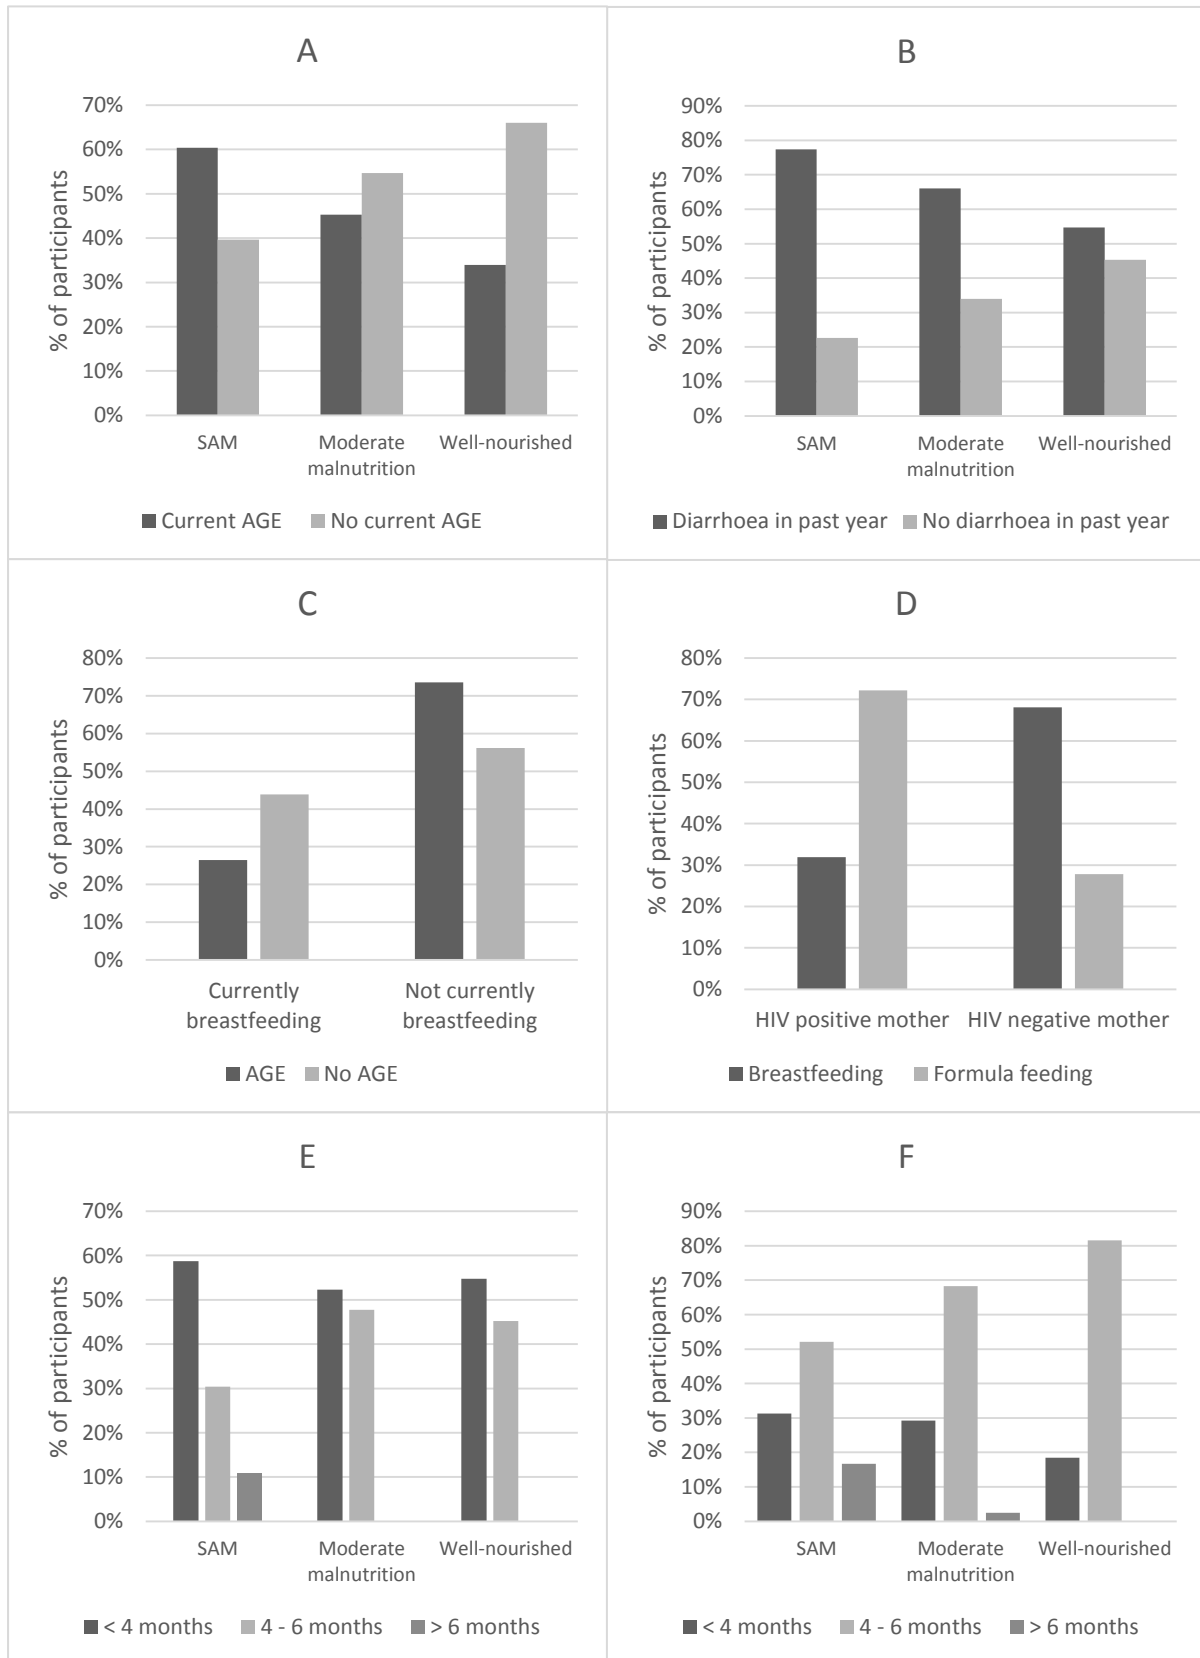 A
% of participants
70%
60%
50%
40%
30%
20%
10%
0%
SAM
Moderate
malnutrition
Well-nourished
Current AGE
No current AGE
B
% of participants
90%
80%
70%
60%
50%
40%
30%
20%
10%
0%
SAM
Moderate
malnutrition
Well-nourished
Diarrhoea in past year
No diarrhoea in past year
C
% of participants
80%
70%
60%
50%
40%
30%
20%
10%
0%
Currently
breastfeeding
Not currently
breastfeeding
AGE
No AGE
D
% of participants
80%
70%
60%
50%
40%
30%
20%
10%
0%
HIV positive mother
HIV negative mother
Breastfeeding
Formula feeding
E
% of participants
70%
60%
50%
40%
30%
20%
10%
0%
SAM
Moderate
malnutrition
Well-nourished
< 4 months
4 - 6 months
> 6 months
F
% of participants
90%
80%
70%
60%
50%
40%
30%
20%
10%
0%
SAM
Moderate
malnutrition
Well-nourished
< 4 months
4 - 6 months
> 6 months